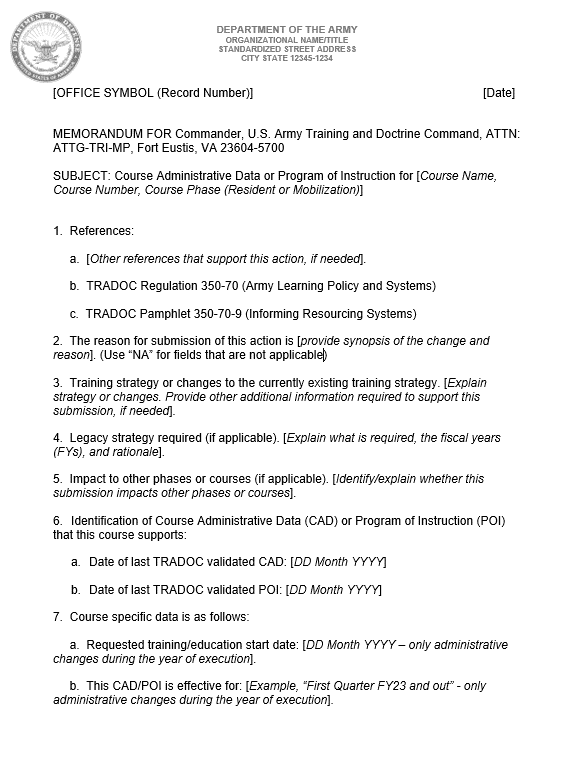 DEPARTMENT OF DEFENSE
UNITED STATES OF AMERICA
DEPARTMENT OF THE ARMY
ORGANIZATIONAL NAME/TITLE
STANDARDIZED STREET ADDRESS
CITY STATE 12345-1234
[OFFICE SYMBOL (Record Number)] [Date]
MEMORANDUM FOR Commander, U.S. Army Training and Doctrine Command, ATTN:
ATTG-TRI-MP, Fort Eustis, VA 23604-5700
SUBJECT: Course Administrative Data or Program of Instruction for [Course Name,
Course Number, Course Phase (Resident or Mobilization)]
1. References:
a. [Other references that support this action, if needed].
b. TRADOC Regulation 350-70 (Army Learning Policy and Systems)
c. TRADOC Pamphlet 350-70-9 (Informing Resourcing Systems)
2. The reason for submission of this action is [provide synopsis of the change and
reason]. (Use “NA” for fields that are not applicable)
3. Training strategy or changes to the currently existing training strategy. [Explain
strategy or changes. Provide other additional information required to support this
submission, if needed].
4. Legacy strategy required (if applicable). [Explain what is required, the fiscal years
(FYs), and rationale].
5. Impact to other phases or courses (if applicable). [Identify/explain whether this
submission impacts other phases or courses].
6. Identification of Course Administrative Data (CAD) or Program of Instruction (POI)
that this course supports:
a. Date of last TRADOC validated CAD: [DD Month YYYY]
b. Date of last TRADOC validated POI: [DD Month YYYY]
7. Course specific data is as follows:
a. Requested training/education start date: [DD Month YYYY – only administrative
changes during the year of execution].
b. This CAD/POI is effective for: [Example, “First Quarter FY23 and out” - only
administrative changes during the year of execution].